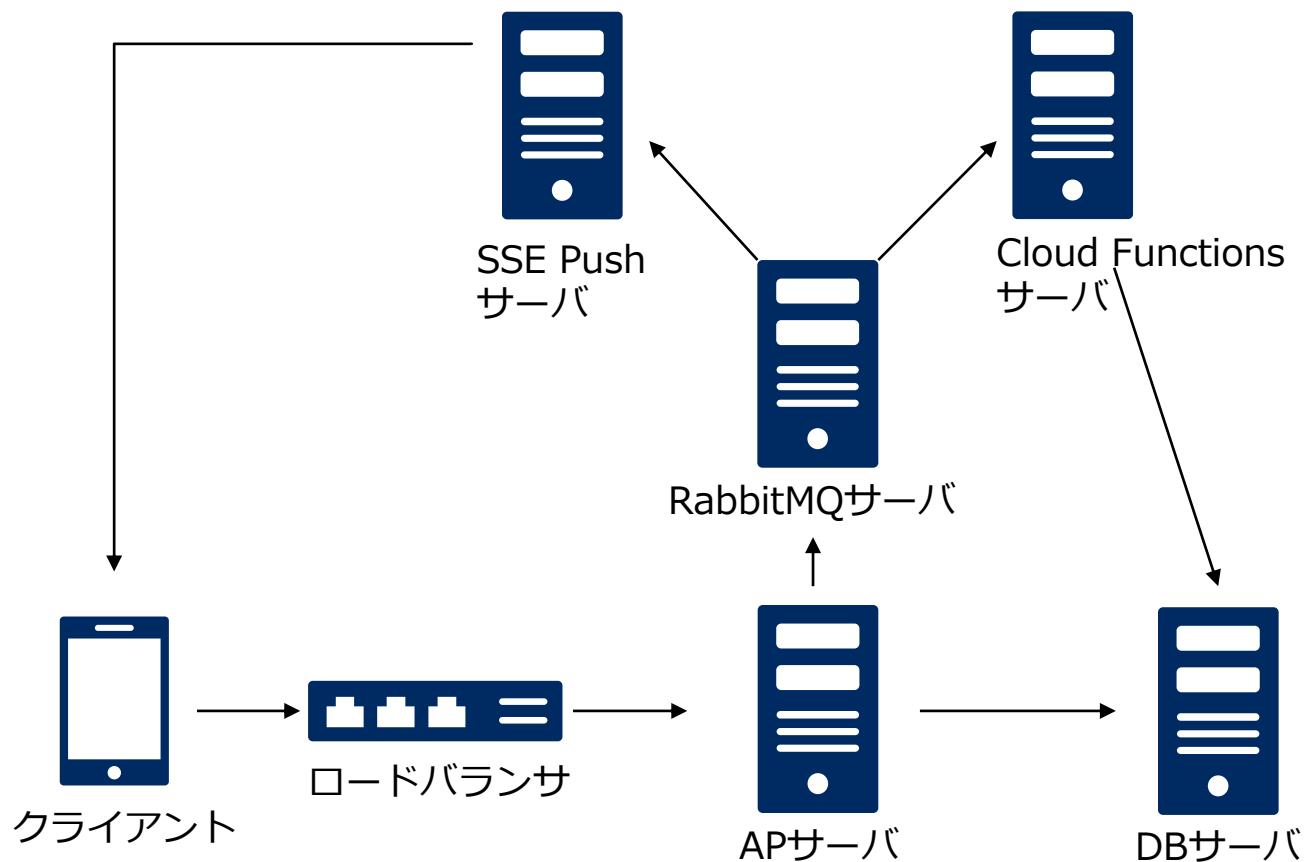 SSE Push
サーバ
Cloud Functions
サーバ
RabbitMQサーバ
クライアント
ロードバランサ
APサーバ
DBサーバ